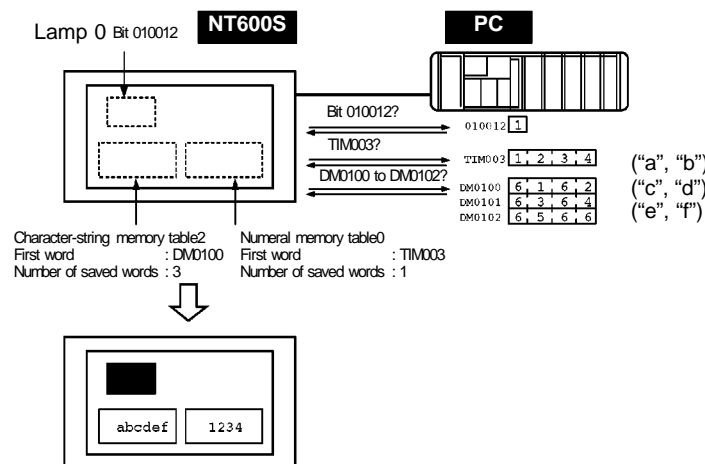 Lamp 0 Bit 010012
NT600S
PC
Bit 010012?
010012 1
TIM003?
TIM003 1 2 3 4
DM0100 to DM0102?
DM0100 6 1 6 2 ("a", "b")
DM0101 6 3 6 4 ("c", "d")
DM0102 6 5 6 6 ("e", "f")
Character-string memory table2
First word : DM0100
Number of saved words : 3
Numeral memory table0
First word : TIM003
Number of saved words : 1
abcdef
1234